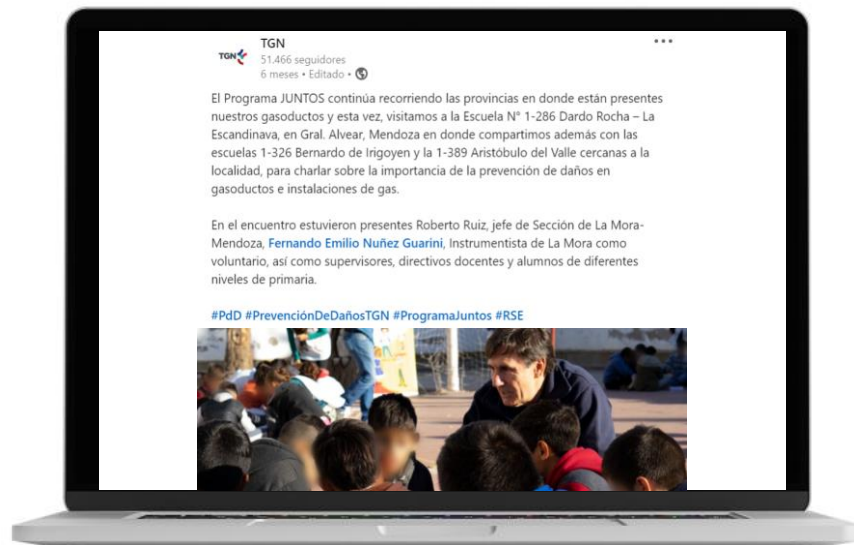 TGN
TGN
51.466 seguidores
6 meses • Editado •
El Programa JUNTOS continúa recorriendo las provincias en donde están presentes
nuestros gasoductos y esta vez, visitamos a la Escuela N° 1-286 Dardo Rocha – La
Escandinava, en Gral. Alvear, Mendoza en donde compartimos además con las
escuelas 1-326 Bernardo de Irigoyen y la 1-389 Aristóbulo del Valle cercanas a la
localidad, para charlar sobre la importancia de la prevención de daños en
gasoductos e instalaciones de gas.
En el encuentro estuvieron presentes Roberto Ruiz, jefe de Sección de La Mora-
Mendoza, Fernando Emilio Nuñez Guarini, Instrumentista de La Mora como
voluntario, así como supervisores, directivos docentes y alumnos de diferentes
niveles de primaria.
#PdD #PrevenciónDeDañosTGN #ProgramaJuntos #RSE